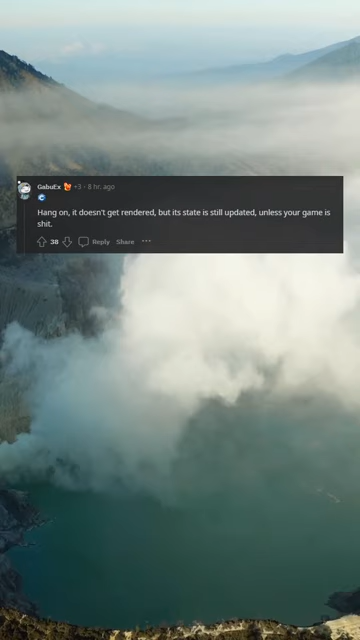 GabuEx +3 · 8 hr. ago
Hang on, it doesn't get rendered, but its state is still updated, unless your game is
shit.
38 Reply Share ...